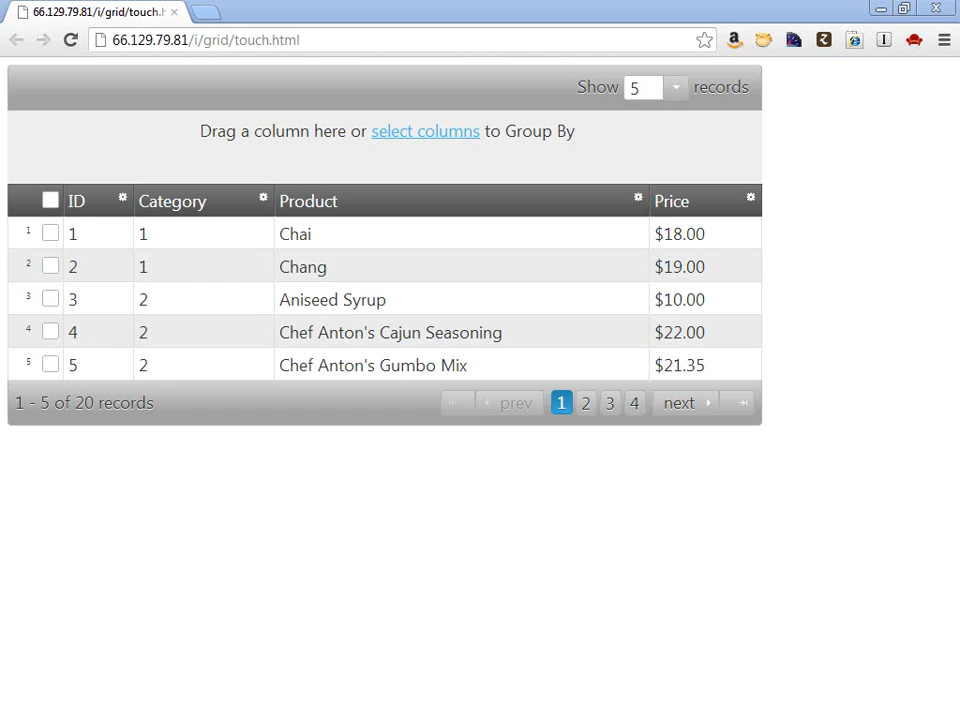 66.129.79.81/i/grid/touch.h
66.129.79.81/i/grid/touch.html
Show 5 records
Drag a column here or select columns to Group By
ID Category Product Price
1 1 1 Chai $18.00
2 2 1 Chang $19.00
3 3 2 Aniseed Syrup $10.00
4 4 2 Chef Anton's Cajun Seasoning $22.00
5 5 2 Chef Anton's Gumbo Mix $21.35
1 - 5 of 20 records prev 1 2 3 4 next